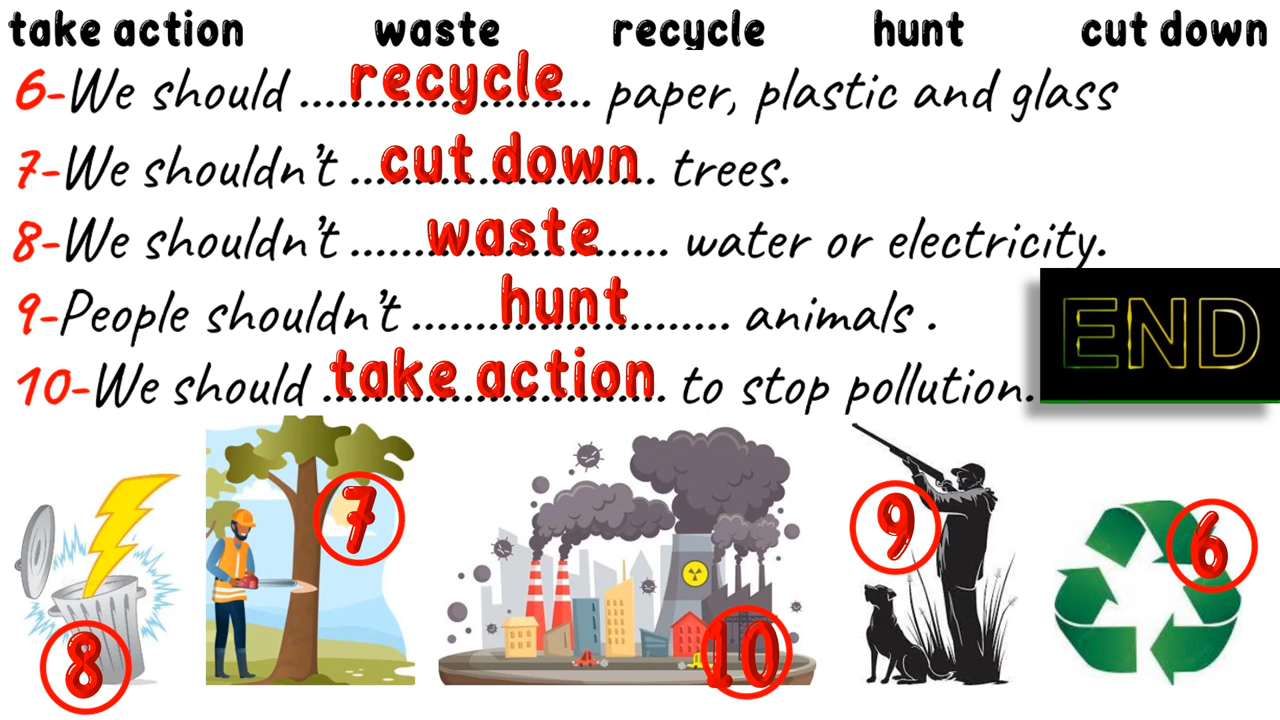 take action waste recycle hunt cut down
6-We should ....recycle.. paper, plastic and glass
7-We shouldn't ...cut down.. trees.
8-We shouldn't ......waste..... water or electricity.
9-People shouldn't .......hunt........ animals .
10-We should .take action. to stop pollution.
END
7
9
6
8
10